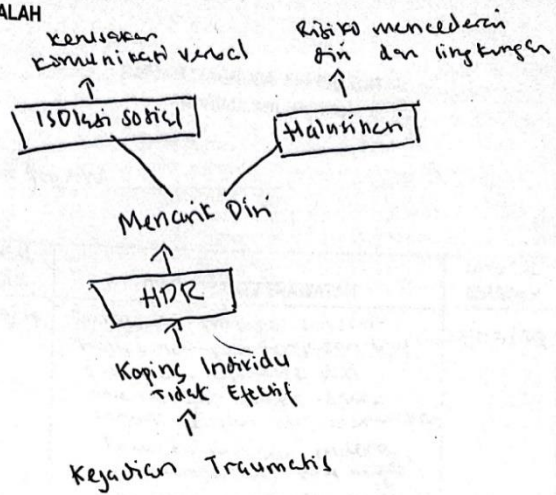 ALAH
Kerusakan
komunikasi verbal
Risiko mencederai
diri dan lingkungan
Isolasi sosial
Halusinasi
Menarik Diri
HDR
Koping Individu
Tidak Efektif
Kejadian Traumatis